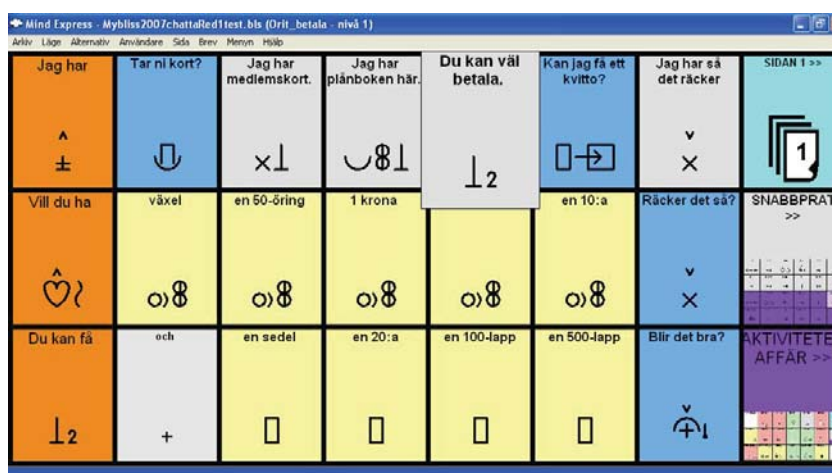 Mind Express - Mybliss2007chattaRed1test.bls (Orit_betala - nivå 1)
Arkiv Läge Alternativ Användare Sida Brev Menyn Hjälp
Jag har
Tar ni kort?
Jag har
medlemskort.
Jag har
plånboken här.
Du kan väl
betala.
2
Kan jag få ett
kvitto?
Jag har så
det räcker
SIDAN 1 >>
1
Vill du ha
växel
en 50-öring
1 krona
en 10:a
Räcker det så?
SNABBPRAT
>>
Du kan få
2
och
+
en sedel
en 20:a
en 100-lapp
en 500-lapp
Blir det bra?
AKTIVITETE
AFFÄR >>